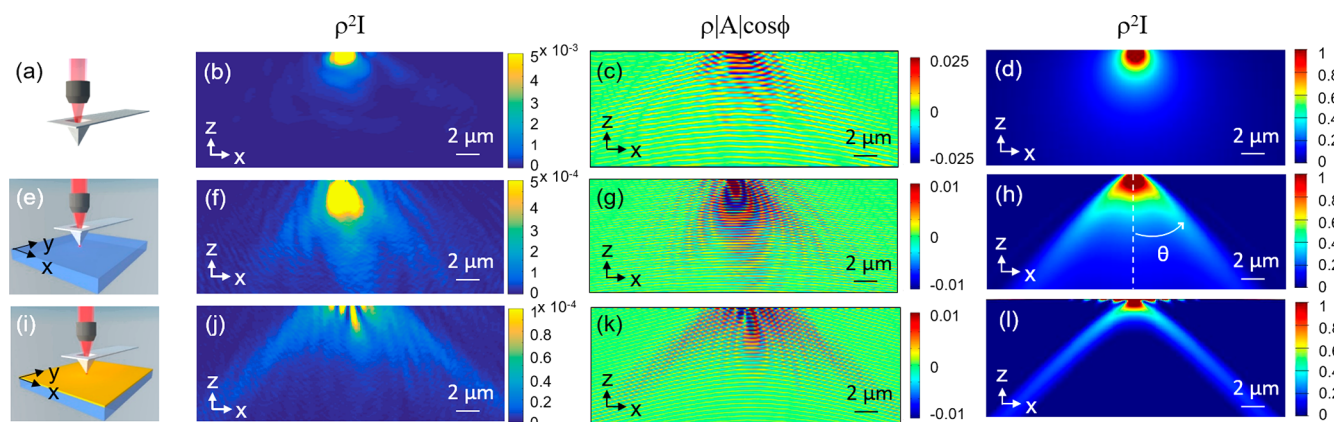 ρ²I
ρ|A|cosϕ
ρ²I
(a)
(b)
z
x
2 μm
5
x 10⁻³
4
3
2
1
0
(c)
z
x
2 μm
0.025
0
-0.025
(d)
z
x
2 μm
1
0.8
0.6
0.4
0.2
0
(e)
y
x
(f)
z
x
2 μm
5
x 10⁻⁴
4
3
2
1
0
(g)
z
x
2 μm
0.01
0
-0.01
(h)
θ
z
x
2 μm
1
0.8
0.6
0.4
0.2
0
(i)
y
x
(j)
z
x
2 μm
1
x 10⁻⁴
0.8
0.6
0.4
0.2
0
(k)
z
x
2 μm
0.01
0
-0.01
(l)
z
x
2 μm
1
0.8
0.6
0.4
0.2
0